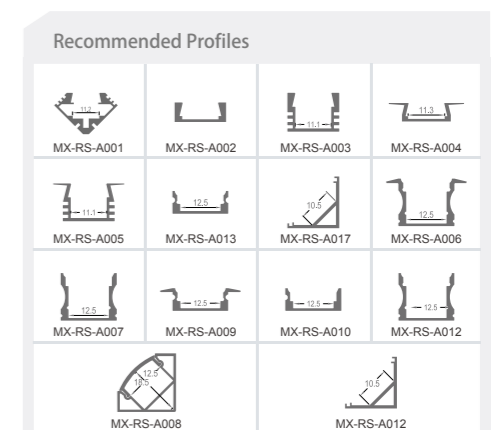 Recommended Profiles
11.2
MX-RS-A001 MX-RS-A002 MX-RS-A003 MX-RS-A004
11.1 11.3
MX-RS-A005 MX-RS-A013 MX-RS-A017 MX-RS-A006
11.1 12.5 10.5 12.5
MX-RS-A007 MX-RS-A009 MX-RS-A010 MX-RS-A012
12.5 12.5 12.5 12.5
12.5
18.5 10.5
MX-RS-A008 MX-RS-A012